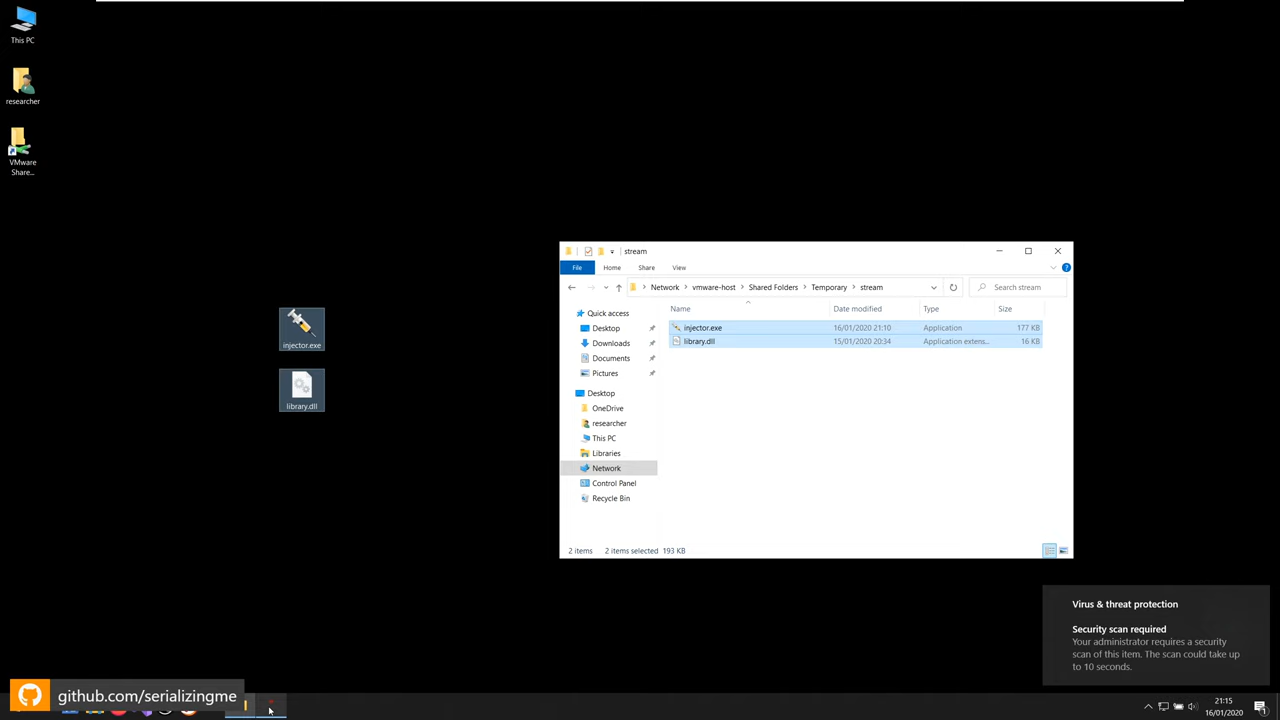 This PC
researcher
VMware
Share...
injector.exe
library.dll
stream
File Home Share View
Network vmware-host Shared Folders Temporary stream
Search stream
Name Date modified Type Size
injector.exe 16/01/2020 21:10 Application 177 KB
library.dll 15/01/2020 20:34 Application extens... 16 KB
Quick access
Desktop
Downloads
Documents
Pictures
Desktop
OneDrive
researcher
This PC
Libraries
Network
Control Panel
Recycle Bin
2 items 2 items selected 193 KB
Virus & threat protection
Security scan required
Your administrator requires a security
scan of this item. The scan could take up
to 10 seconds.
github.com/serializingme
21:15
16/01/2020
1